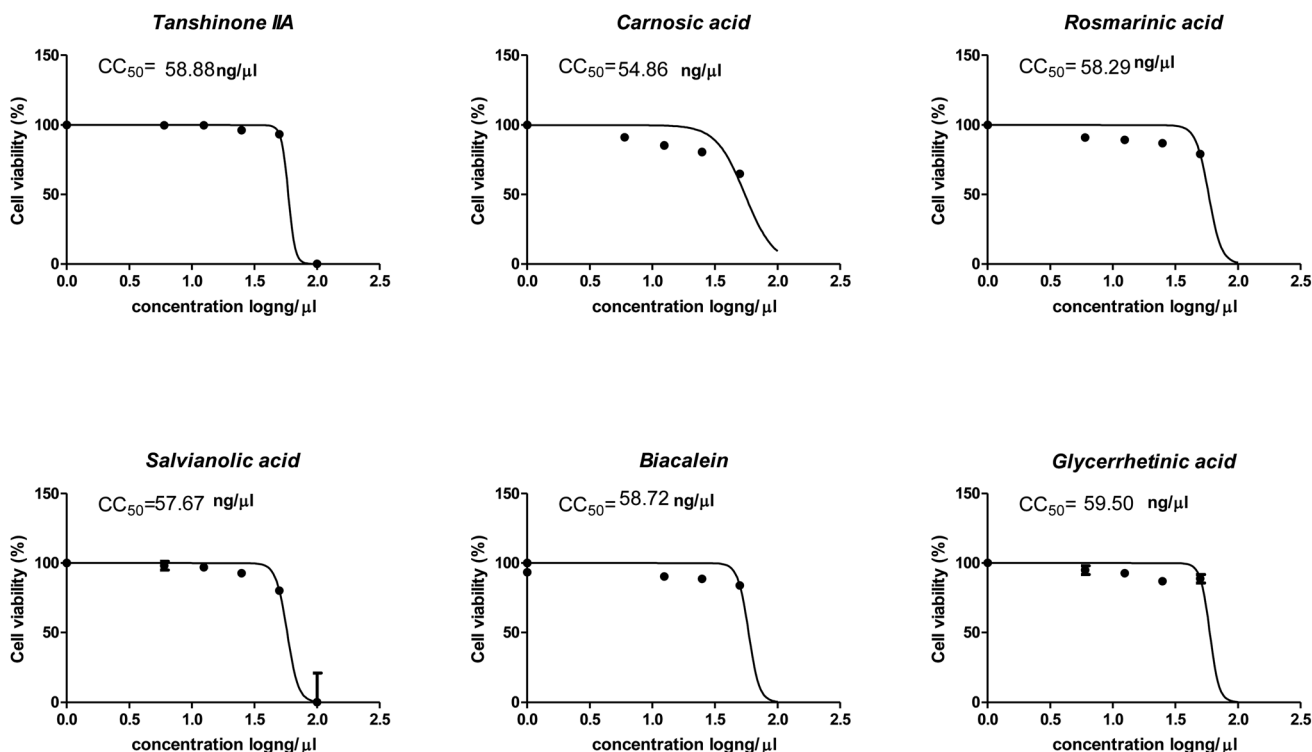 Tanshinone IIA
CC50= 58.88 ng/μl
150
100
50
0
Cell viability (%)
0.0 0.5 1.0 1.5 2.0 2.5
concentration logng/ μl
Carnosic acid
CC50=54.86 ng/μl
150
100
50
0
Cell viability (%)
0.0 0.5 1.0 1.5 2.0 2.5
concentration logng/ μl
Rosmarinic acid
CC50=58.29 ng/μl
150
100
50
0
Cell viability (%)
0.0 0.5 1.0 1.5 2.0 2.5
concentration logng/ μl
Salvianolic acid
CC50=57.67 ng/μl
150
100
50
0
Cell viability (%)
0.0 0.5 1.0 1.5 2.0 2.5
concentration logng/ μl
Biacalein
CC50= 58.72 ng/μl
150
100
50
0
Cell viability (%)
0.0 0.5 1.0 1.5 2.0 2.5
concentration logng/ μl
Glycerrhetinic acid
CC50= 59.50 ng/μl
150
100
50
0
Cell viability (%)
0.0 0.5 1.0 1.5 2.0 2.5
concentration logng/ μl